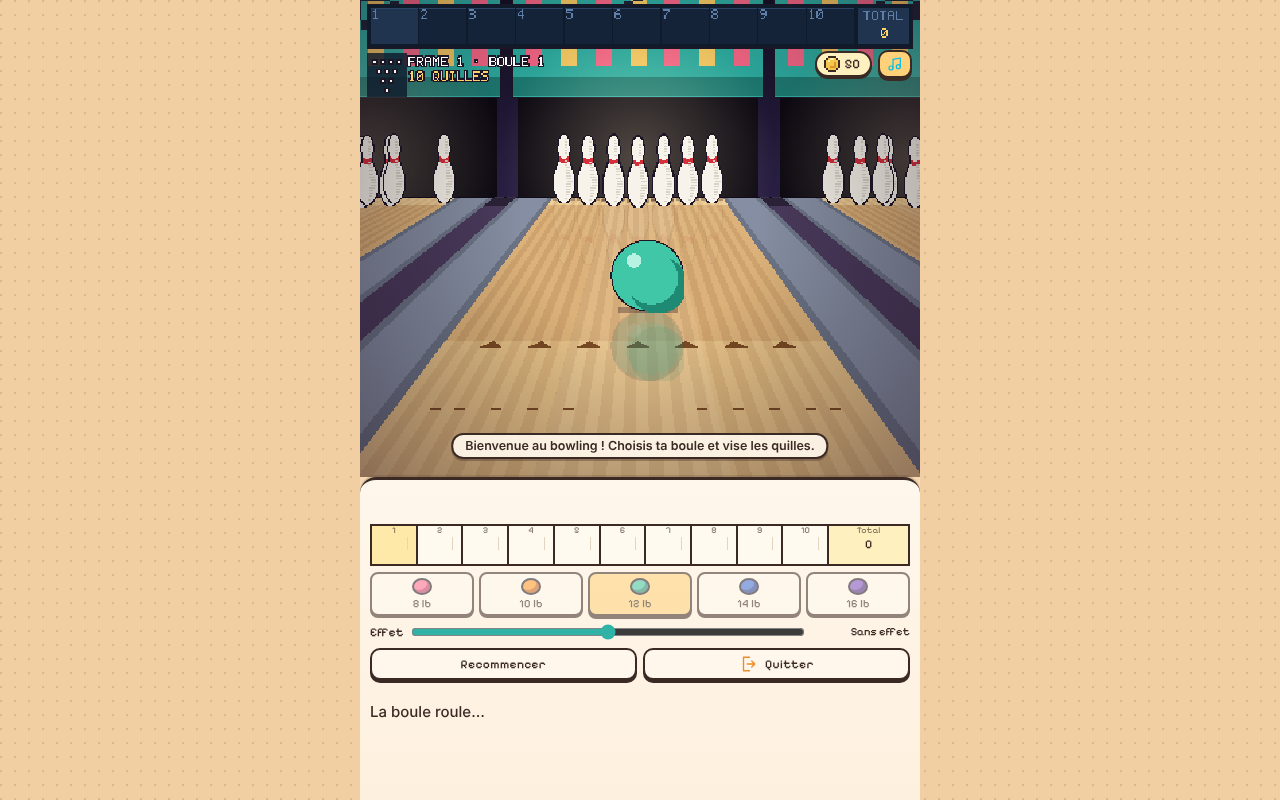 1 2 3 4 5 6 7 8 9 10 TOTAL
0
FRAME 1 · BOULE 1
10 QUILLES
50
Bienvenue au bowling ! Choisis ta boule et vise les quilles.
1 2 3 4 5 6 7 8 9 10 Total
0
8 lb 10 lb 12 lb 14 lb 16 lb
Effet Sans effet
Recommencer Quitter
La boule roule...